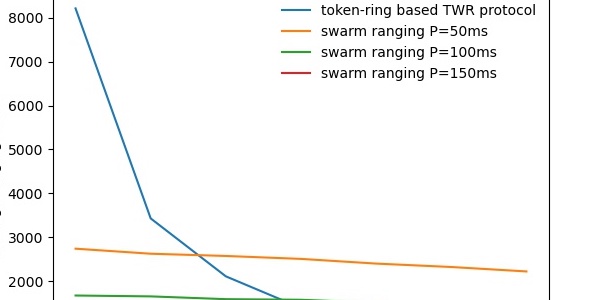 token-ring based TWR protocol
swarm ranging P=50ms
swarm ranging P=100ms
swarm ranging P=150ms
8000
7000
6000
5000
4000
3000
2000